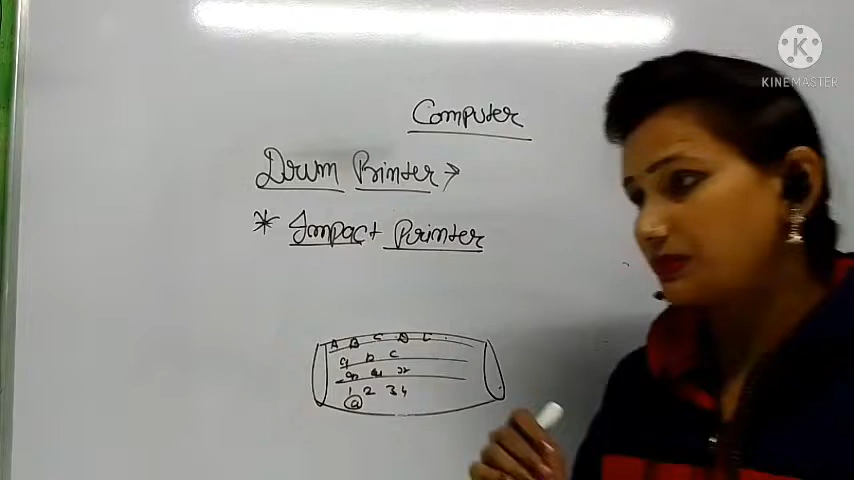 K
KINEMASTER
Computer
Drum Printer →
* Impact Printer
A B C D E
a b c
1 2 3 4
a